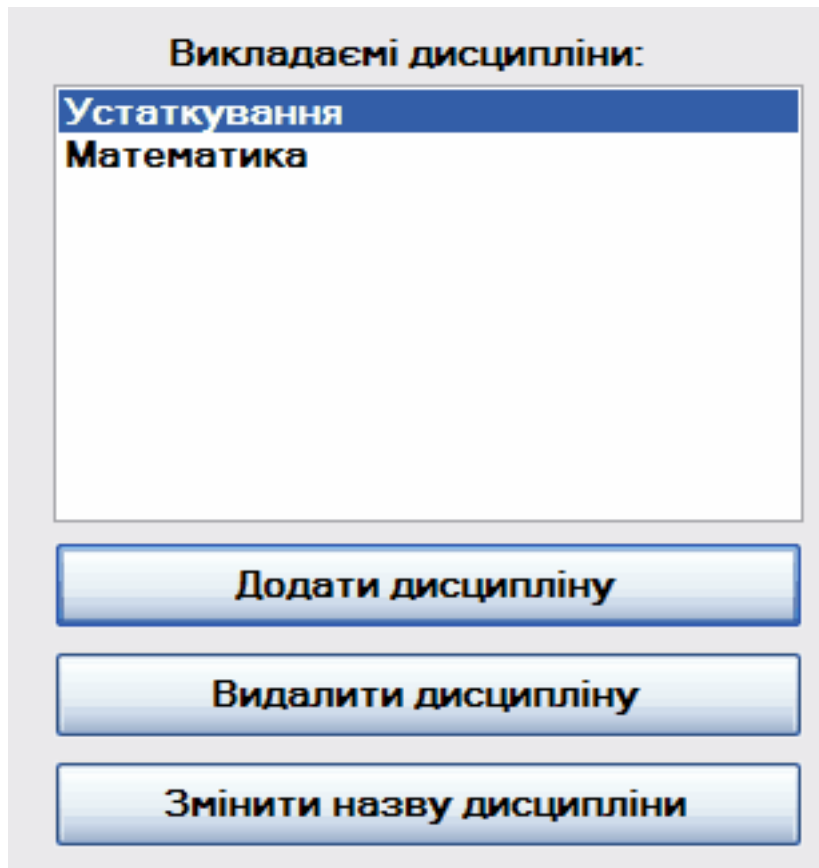 Викладаємі дисципліни:
Устаткування
Математика
Додати дисципліну
Видалити дисципліну
Змінити назву дисципліни